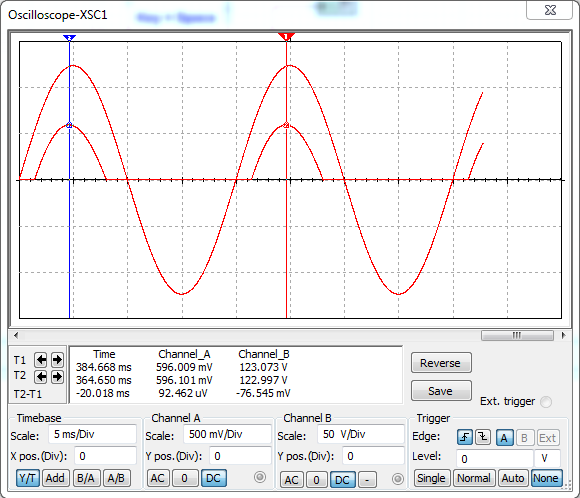 Oscilloscope-XSC1
Key = Space
2 1
T1
T2
T2-T1
Time Channel_A Channel_B
384.668 ms 596.009 mV 123.073 V
364.650 ms 596.101 mV 122.997 V
-20.018 ms 92.462 uV -76.545 mV
Reverse
Save
Ext. trigger
Timebase
Scale: 5 ms/Div
X pos.(Div): 0
Y/T Add B/A A/B
Channel A
Scale: 500 mV/Div
Y pos.(Div): 0
AC 0 DC
Channel B
Scale: 50 V/Div
Y pos.(Div): 0
AC 0 DC -
Trigger
Edge: A B Ext
Level: 0 V
Single Normal Auto None